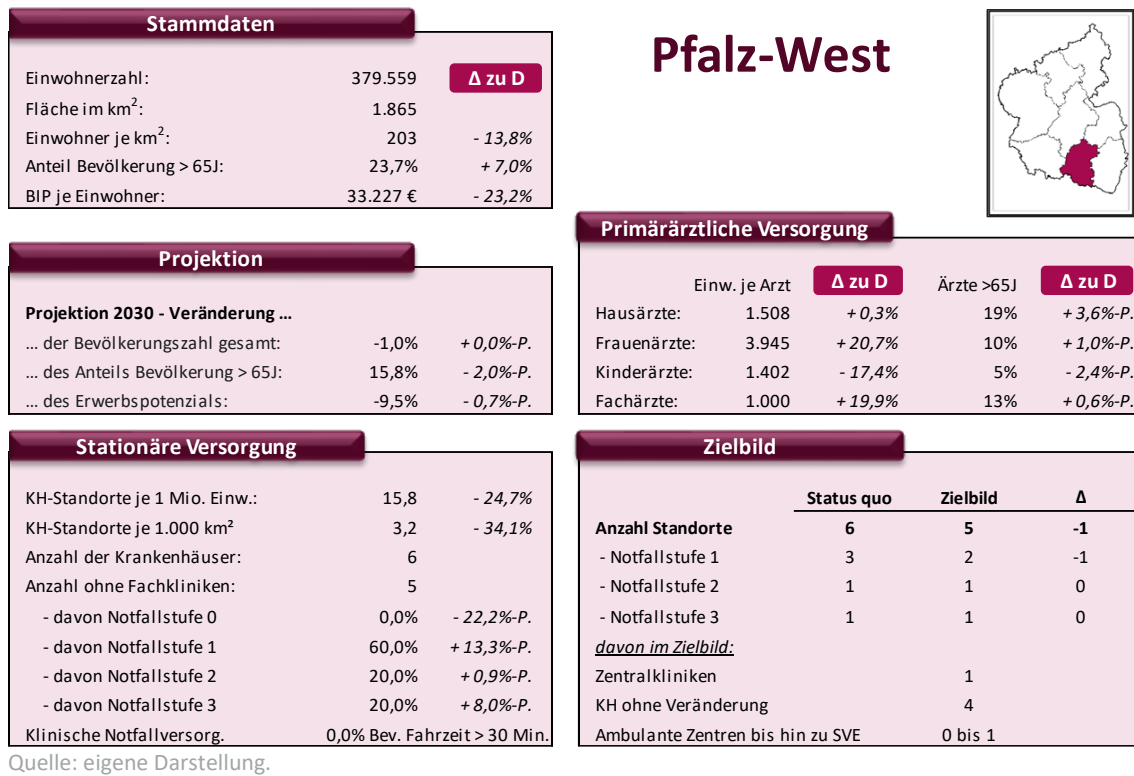 Pfalz-West
Stammdaten
Δ zu D
Einwohnerzahl: 379.559
Fläche im km²: 1.865
Einwohner je km²: 203 - 13,8%
Anteil Bevölkerung > 65J: 23,7% + 7,0%
BIP je Einwohner: 33.227 € - 23,2%
Projektion
Projektion 2030 - Veränderung ...
... der Bevölkerungszahl gesamt: -1,0% + 0,0%-P.
... des Anteils Bevölkerung > 65J: 15,8% - 2,0%-P.
... des Erwerbspotenzials: -9,5% - 0,7%-P.
Primärärztliche Versorgung
Einw. je Arzt Δ zu D Ärzte >65J Δ zu D
Hausärzte: 1.508 + 0,3% 19% + 3,6%-P.
Frauenärzte: 3.945 + 20,7% 10% + 1,0%-P.
Kinderärzte: 1.402 - 17,4% 5% - 2,4%-P.
Fachärzte: 1.000 + 19,9% 13% + 0,6%-P.
Stationäre Versorgung
KH-Standorte je 1 Mio. Einw.: 15,8 - 24,7%
KH-Standorte je 1.000 km² 3,2 - 34,1%
Anzahl der Krankenhäuser: 6
Anzahl ohne Fachkliniken: 5
- davon Notfallstufe 0 0,0% - 22,2%-P.
- davon Notfallstufe 1 60,0% + 13,3%-P.
- davon Notfallstufe 2 20,0% + 0,9%-P.
- davon Notfallstufe 3 20,0% + 8,0%-P.
Klinische Notfallversorg. 0,0% Bev. Fahrzeit > 30 Min.
Zielbild
Status quo Zielbild Δ
Anzahl Standorte 6 5 -1
- Notfallstufe 1 3 2 -1
- Notfallstufe 2 1 1 0
- Notfallstufe 3 1 1 0
davon im Zielbild:
Zentralkliniken 1
KH ohne Veränderung 4
Ambulante Zentren bis hin zu SVE 0 bis 1
Quelle: eigene Darstellung.